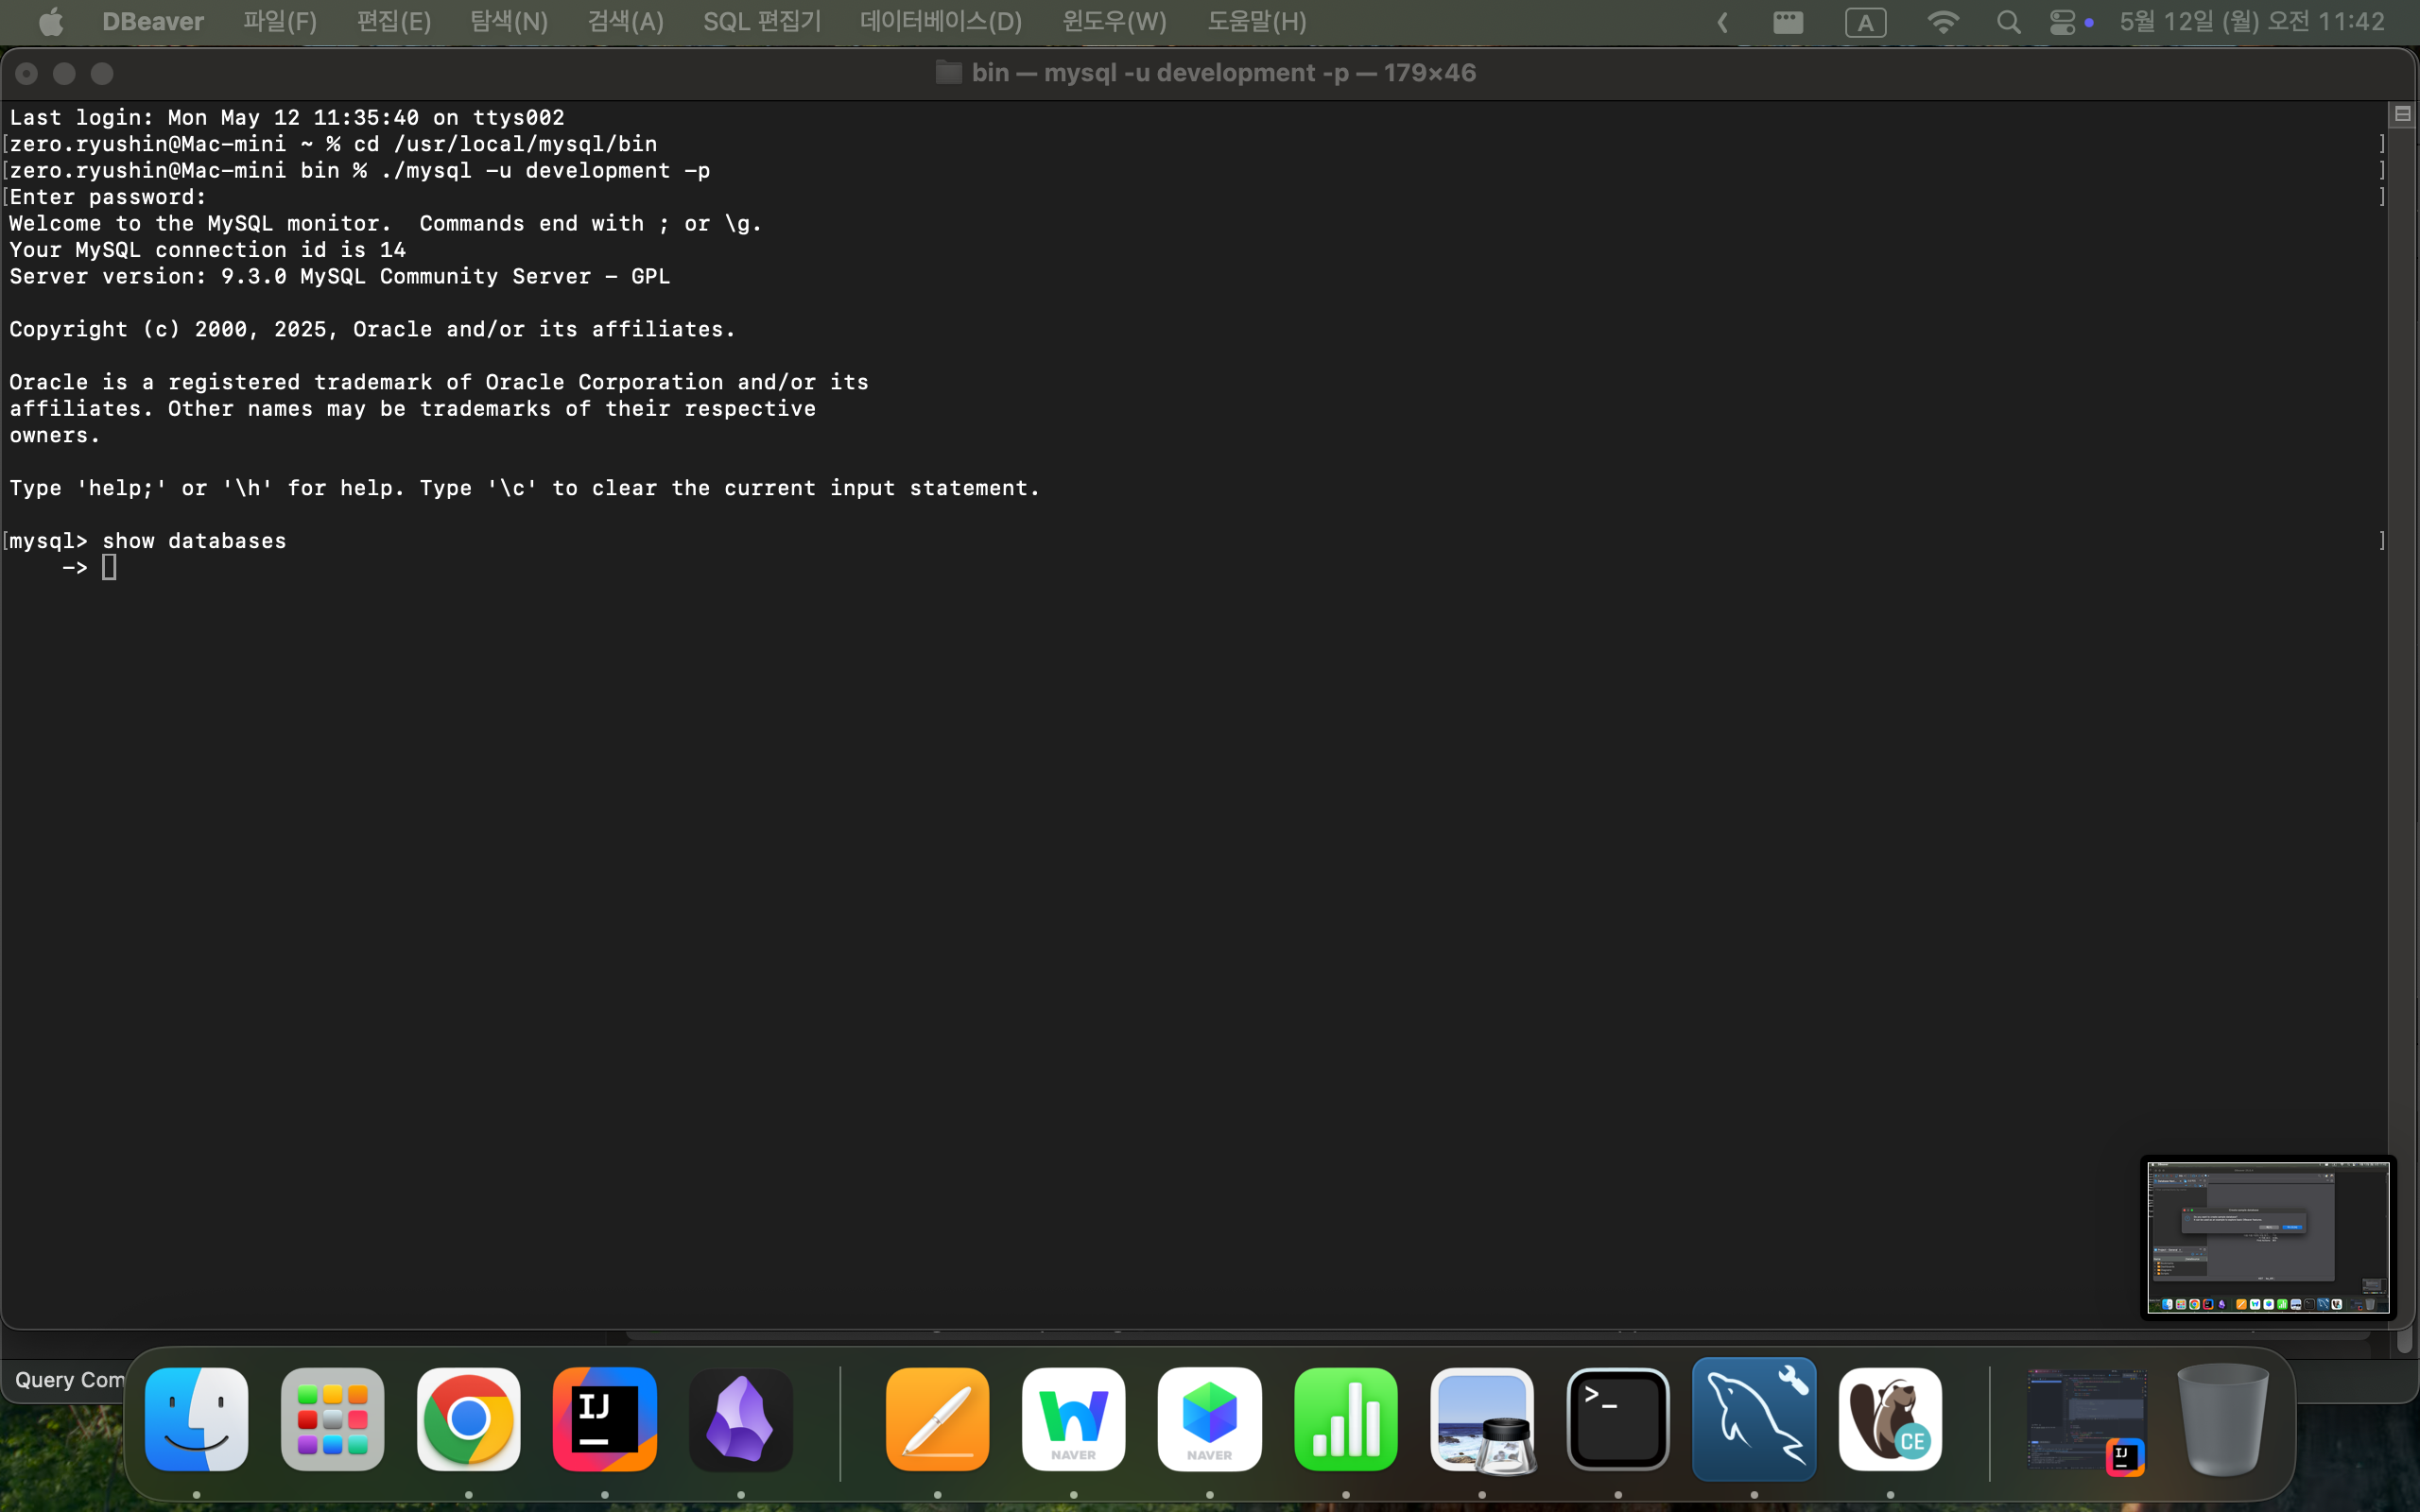 DBeaver 파일(F) 편집(E) 탐색(N) 검색(A) SQL 편집기 데이터베이스(D) 윈도우(W) 도움말(H) A 5월 12일 (월) 오전 11:42
bin — mysql -u development -p — 179×46
Last login: Mon May 12 11:35:40 on ttys002
[zero.ryushin@Mac-mini ~ % cd /usr/local/mysql/bin ]
[zero.ryushin@Mac-mini bin % ./mysql -u development -p ]
[Enter password: ]
Welcome to the MySQL monitor.  Commands end with ; or \g.
Your MySQL connection id is 14
Server version: 9.3.0 MySQL Community Server - GPL
Copyright (c) 2000, 2025, Oracle and/or its affiliates.
Oracle is a registered trademark of Oracle Corporation and/or its
affiliates. Other names may be trademarks of their respective
owners.
Type 'help;' or '\h' for help. Type '\c' to clear the current input statement.
[mysql> show databases ]
->
Query Com
IJ
NAVER
NAVER
>_
CE
IJ